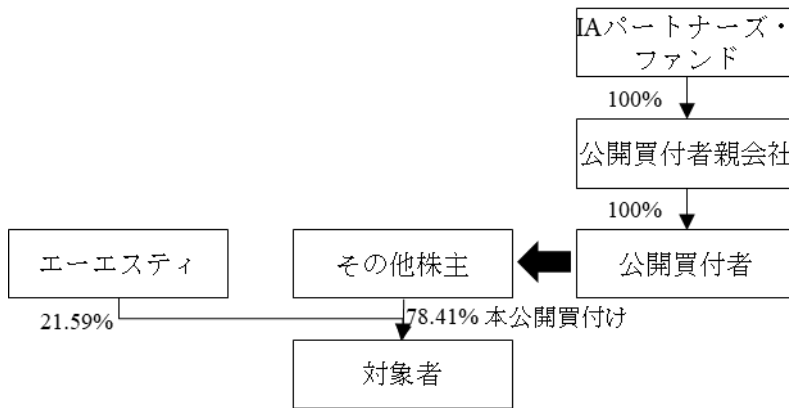 IAパートナーズ・
ファンド
100%
公開買付者親会社
100%
エーエスティ
その他株主
公開買付者
21.59%
78.41% 本公開買付け
対象者